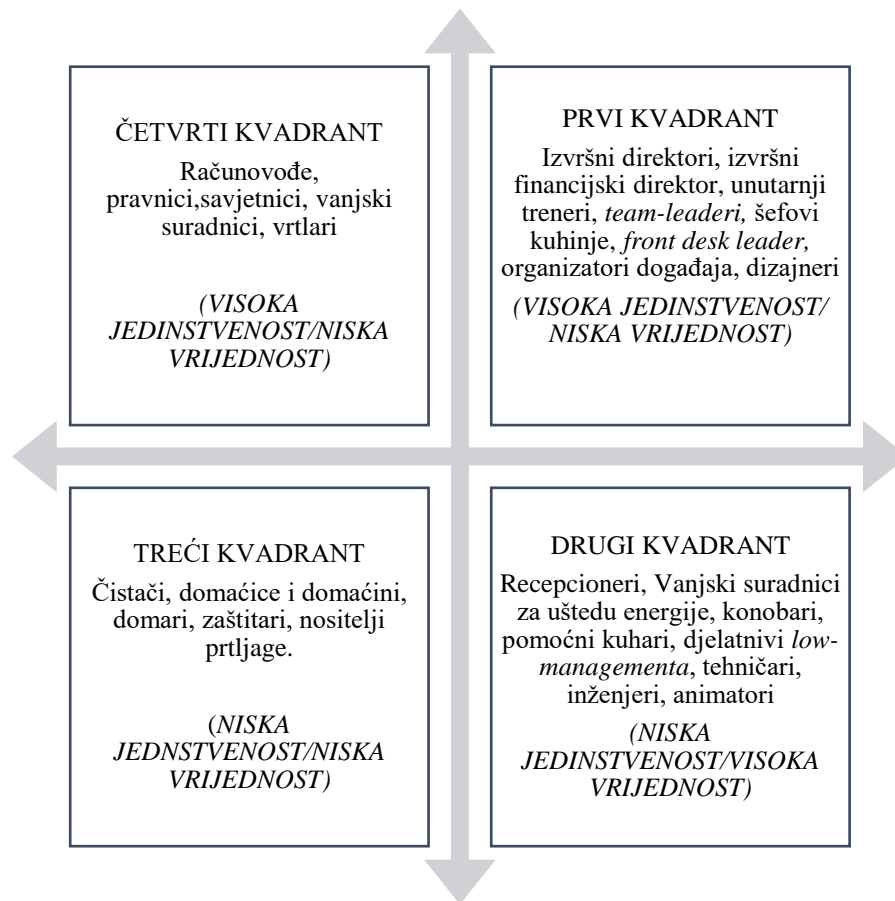 ČETVRTI KVADRANT
Računovođe,
pravnici,savjetnici, vanjski
suradnici, vrtlari
(VISOKA
JEDINSTVENOST/NISKA
VRIJEDNOST)
PRVI KVADRANT
Izvršni direktori, izvršni
financijski direktor, unutarnji
treneri, team-leaderi, šefovi
kuhinje, front desk leader,
organizatori događaja, dizajneri
(VISOKA JEDINSTVENOST/
NISKA VRIJEDNOST)
TREĆI KVADRANT
Čistači, domaćice i domaćini,
domari, zaštitari, nositelji
prtljage.
(NISKA
JEDNSTVENOST/NISKA
VRIJEDNOST)
DRUGI KVADRANT
Recepcioneri, Vanjski suradnici
za uštedu energije, konobari,
pomoćni kuhari, djelatnivi low-
managementa, tehničari,
inženjeri, animatori
(NISKA
JEDINSTVENOST/VISOKA
VRIJEDNOST)